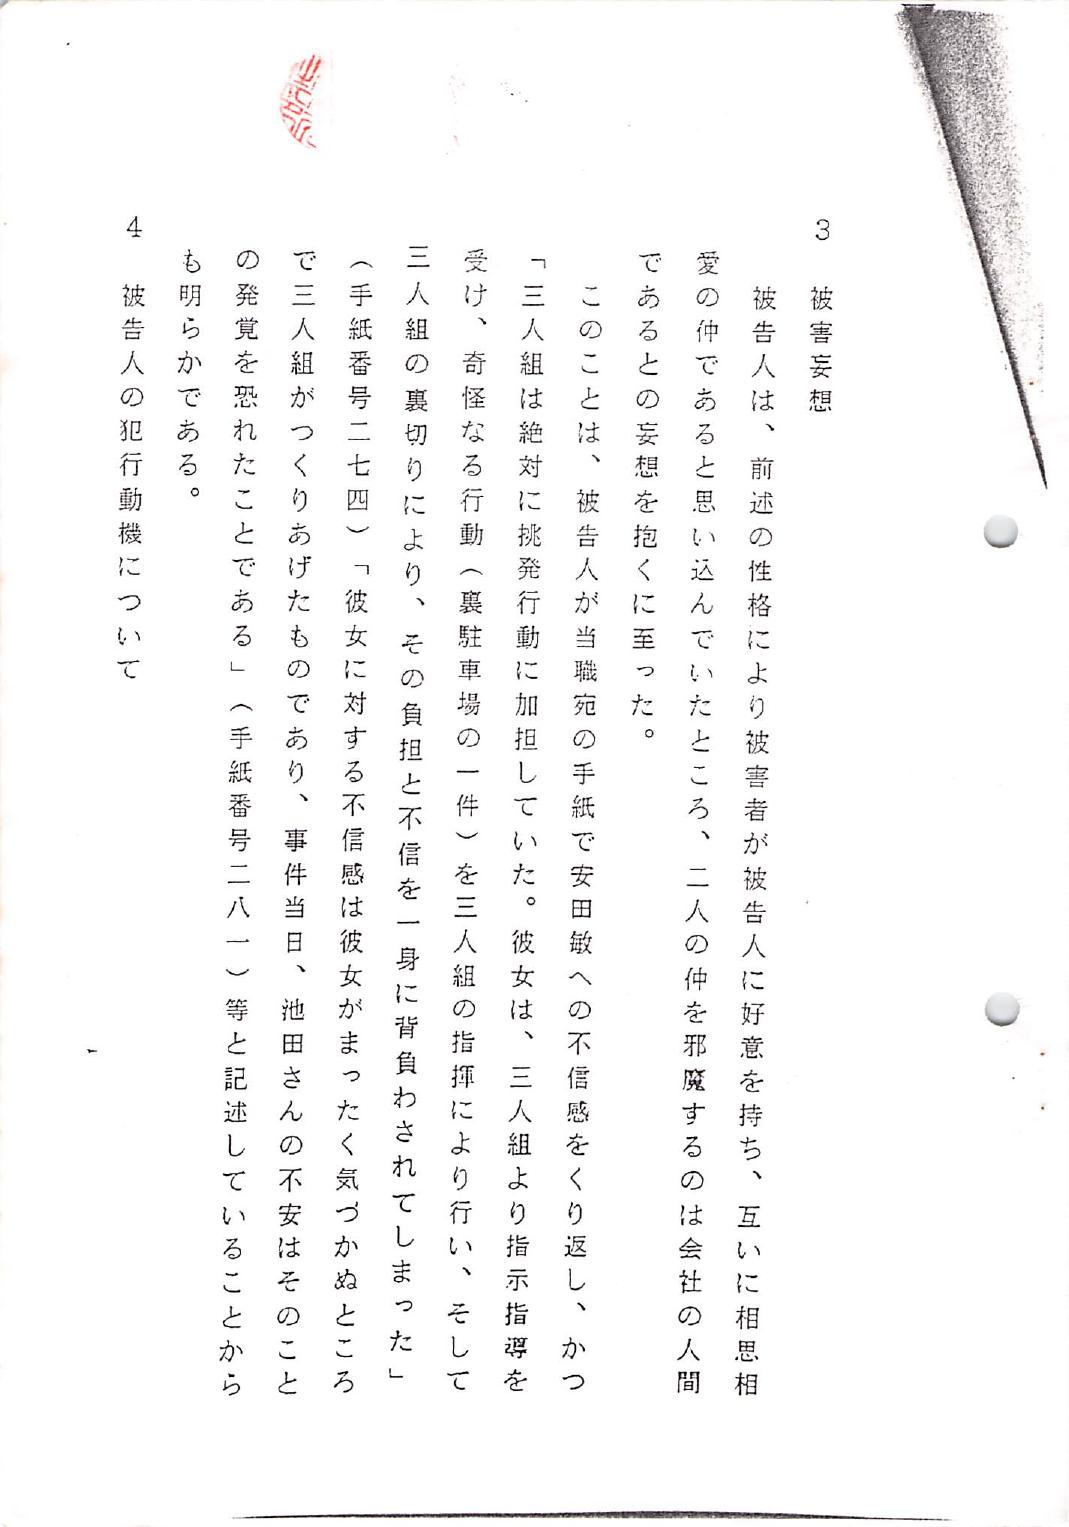 3　被害妄想
被告人は、前述の性格により被害者が被告人に好意を持ち、互いに相思相
愛の仲であると思い込んでいたところ、二人の仲を邪魔するのは会社の人間
であるとの妄想を抱くに至った。
このことは、被告人が当職宛の手紙で安田敏への不信感をくり返し、かつ
「三人組は絶対に挑発行動に加担していた。彼女は、三人組より指示指導を
受け、奇怪なる行動（裏駐車場の一件）を三人組の指揮により行い、そして
三人組の裏切りにより、その負担と不信を一身に背負わされてしまった」
（手紙番号二七四）「彼女に対する不信感は彼女がまったく気づかぬところ
で三人組がつくりあげたものであり、事件当日、池田さんの不安はそのこと
の発覚を恐れたことである」（手紙番号二八一）等と記述していることから
も明らかである。
4　被告人の犯行動機について